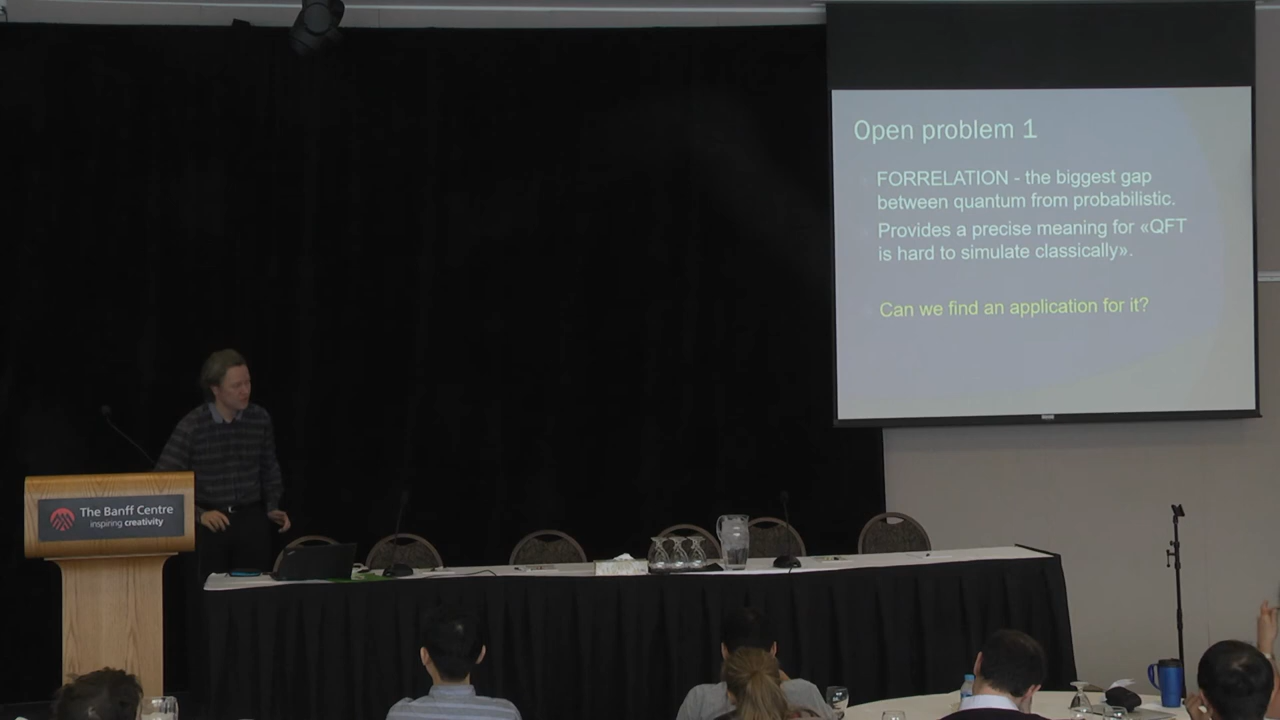 Open problem 1
FORRELATION - the biggest gap
between quantum from probabilistic.
Provides a precise meaning for «QFT
is hard to simulate classically».
Can we find an application for it?
The Banff Centre
inspiring creativity